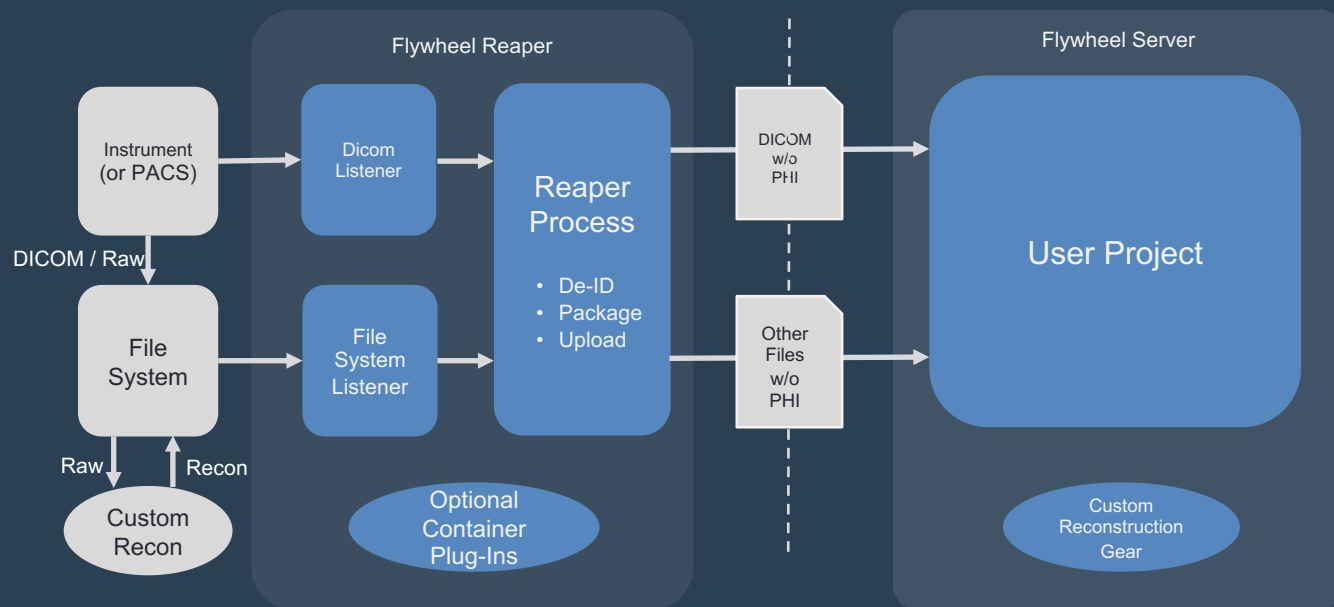 Flywheel Reaper
Flywheel Server
Instrument
(or PACS)
Dicom
Listener
Reaper
Process
• De-ID
• Package
• Upload
DICOM
w/o
PHI
User Project
DICOM / Raw
File
System
File
System
Listener
Other
Files
w/o
PHI
Raw
Recon
Custom
Recon
Optional
Container
Plug-Ins
Custom
Reconstruction
Gear